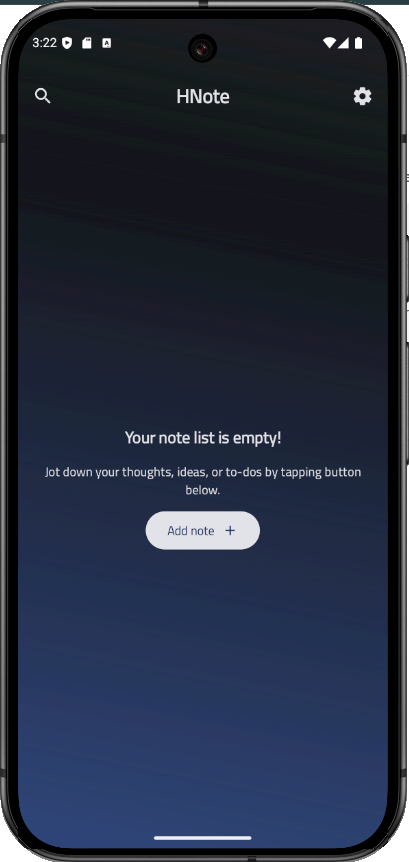 3:22
HNote
Your note list is empty!
Jot down your thoughts, ideas, or to-dos by tapping button
below.
Add note